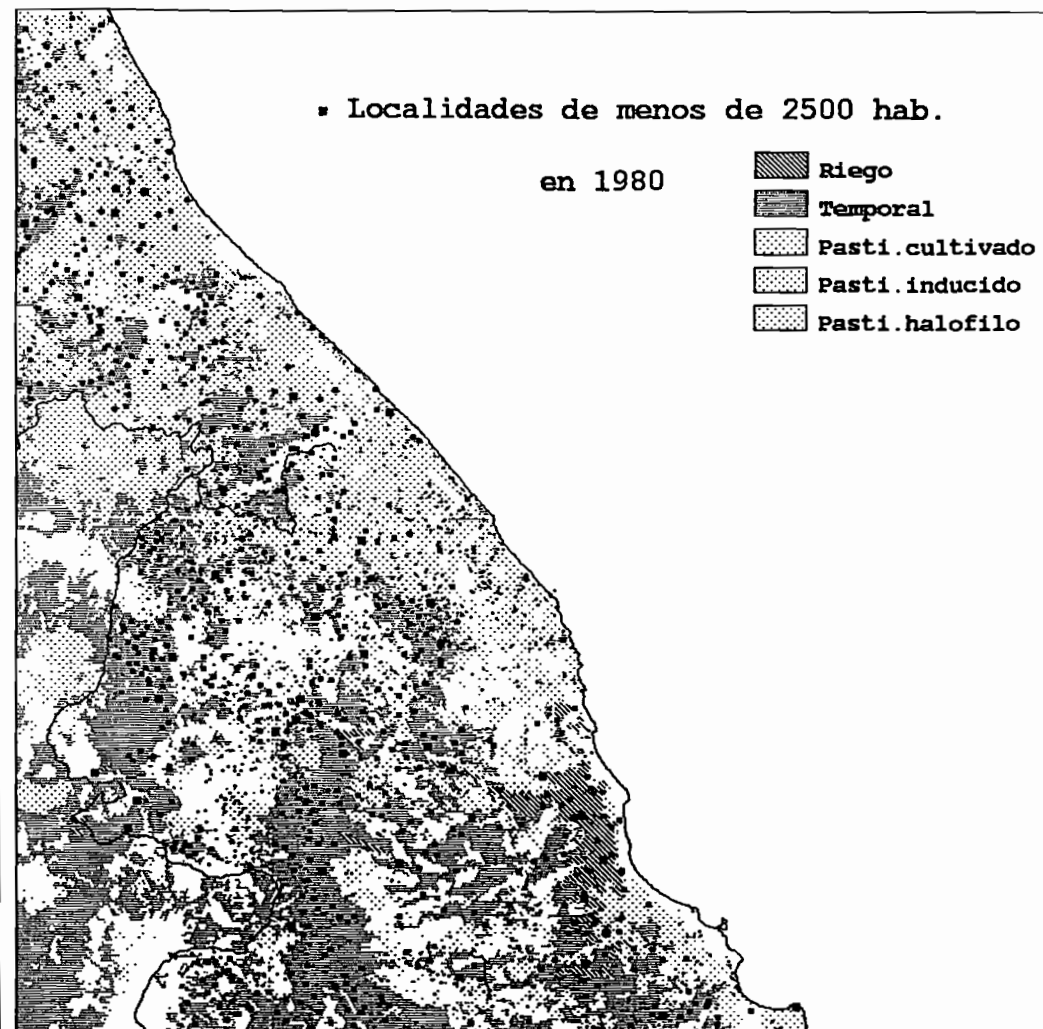 ▪ Localidades de menos de 2500 hab.
en 1980
Riego
Temporal
Pasti.cultivado
Pasti.inducido
Pasti.halofilo